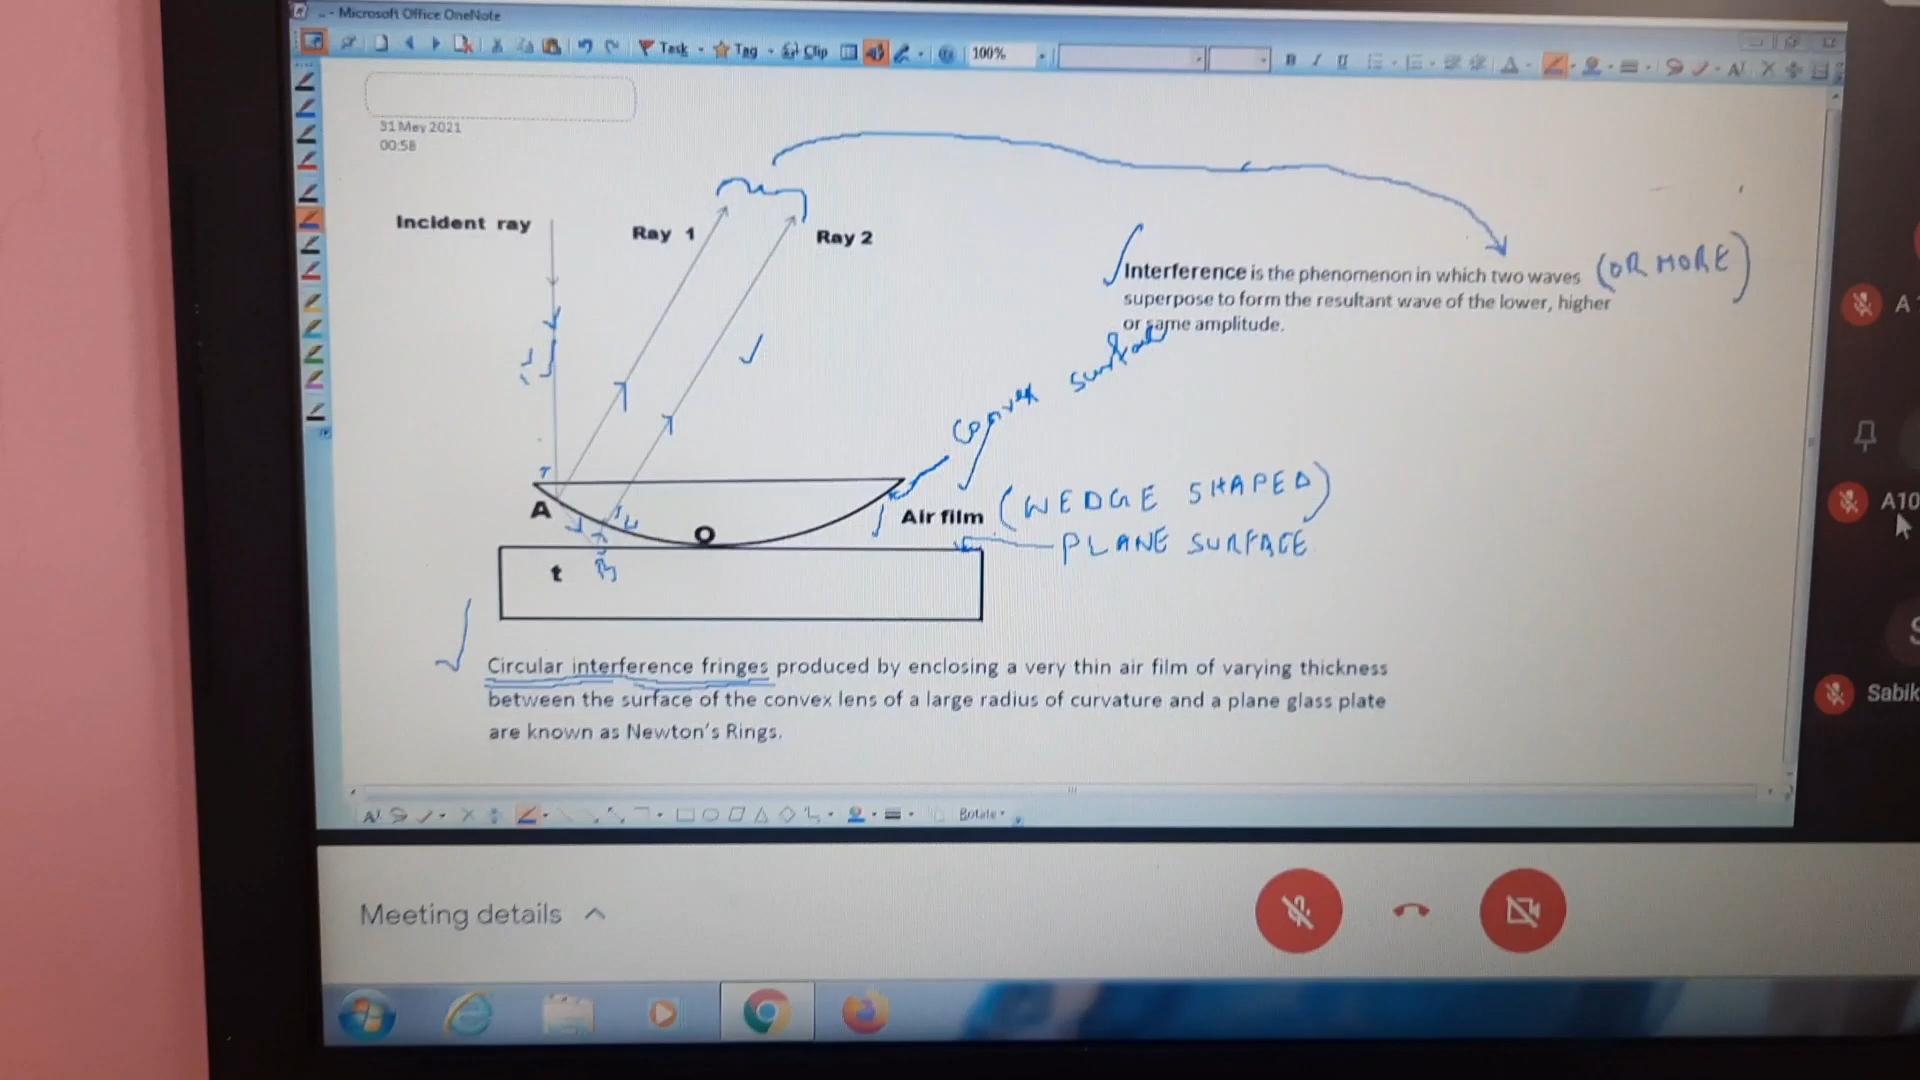 .. - Microsoft Office OneNote
Task
Tag
Clip
100%
B I U
31 May 2021
00:58
Incident ray
Ray 1
Ray 2
Interference is the phenomenon in which two waves (OR MORE)
superpose to form the resultant wave of the lower, higher
or same amplitude.
Convex surface
A
O
Air film (WEDGE SHAPED)
PLANE SURFACE
t
B
Circular interference fringes produced by enclosing a very thin air film of varying thickness
between the surface of the convex lens of a large radius of curvature and a plane glass plate
are known as Newton's Rings.
Rotate
Meeting details
A10
Sabik